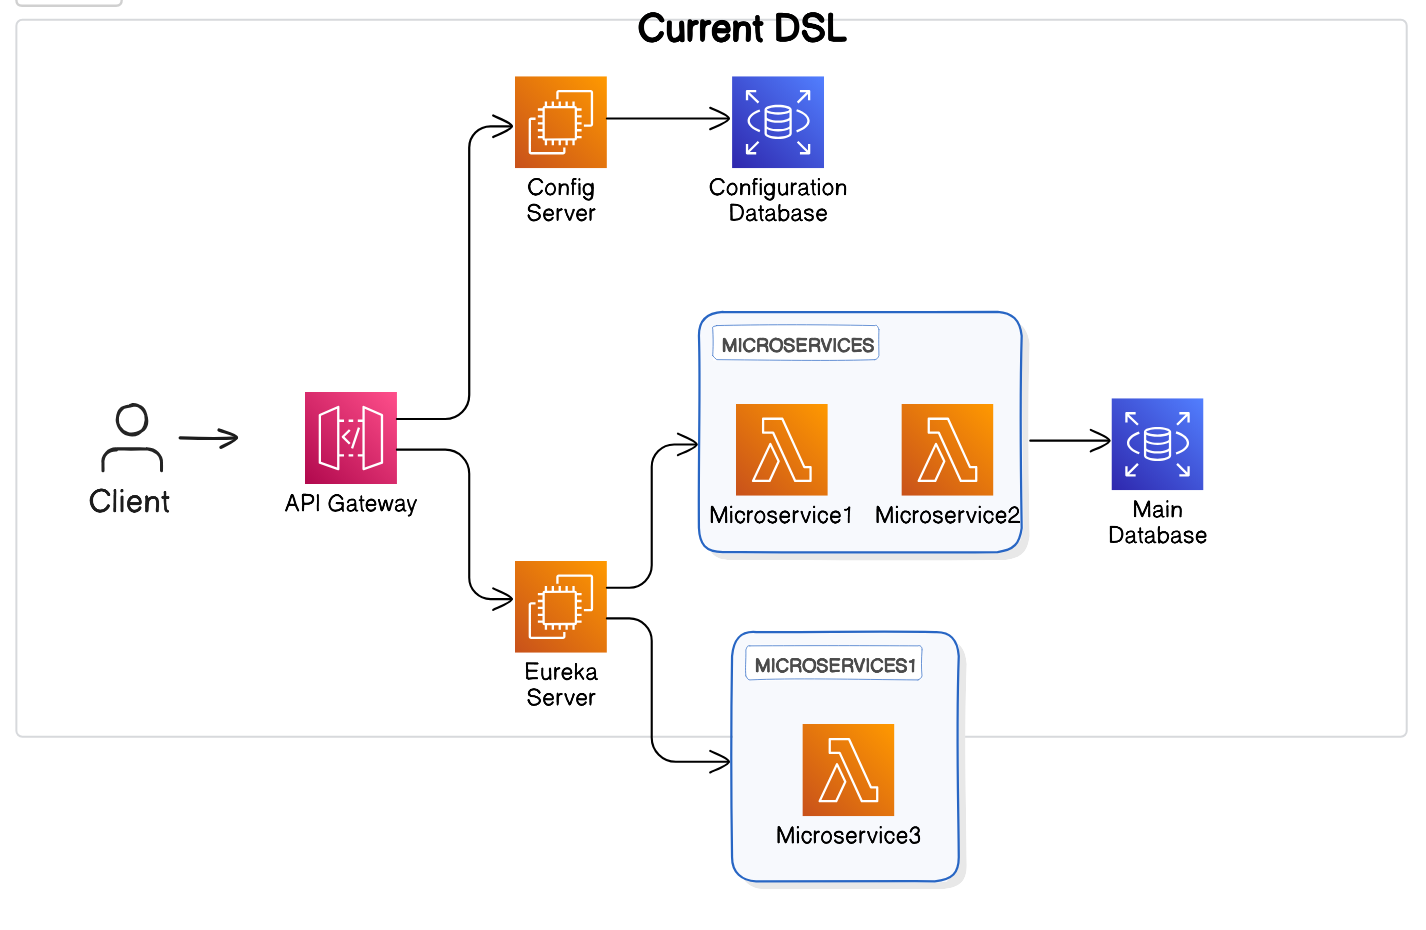 Current DSL
Config
Server
Configuration
Database
MICROSERVICES
Client
API Gateway
Microservice1
Microservice2
Main
Database
Eureka
Server
MICROSERVICES1
Microservice3